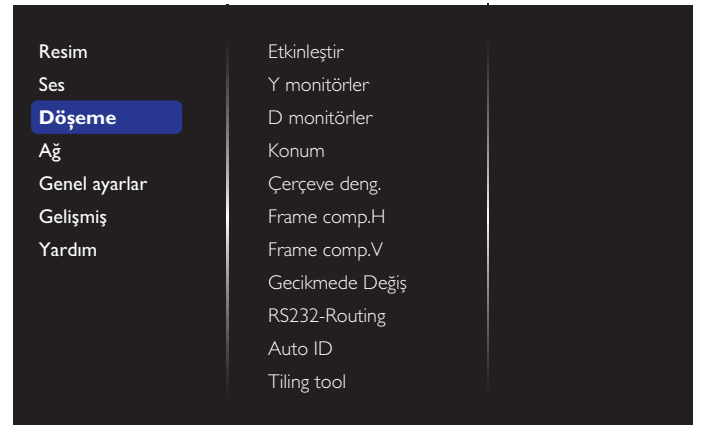 Resim
Ses
Döşeme
Ağ
Genel ayarlar
Gelişmiş
Yardım
Etkinleştir
Y monitörler
D monitörler
Konum
Çerçeve deng.
Frame comp.H
Frame comp.V
Gecikmede Değiş
RS232-Routing
Auto ID
Tiling tool